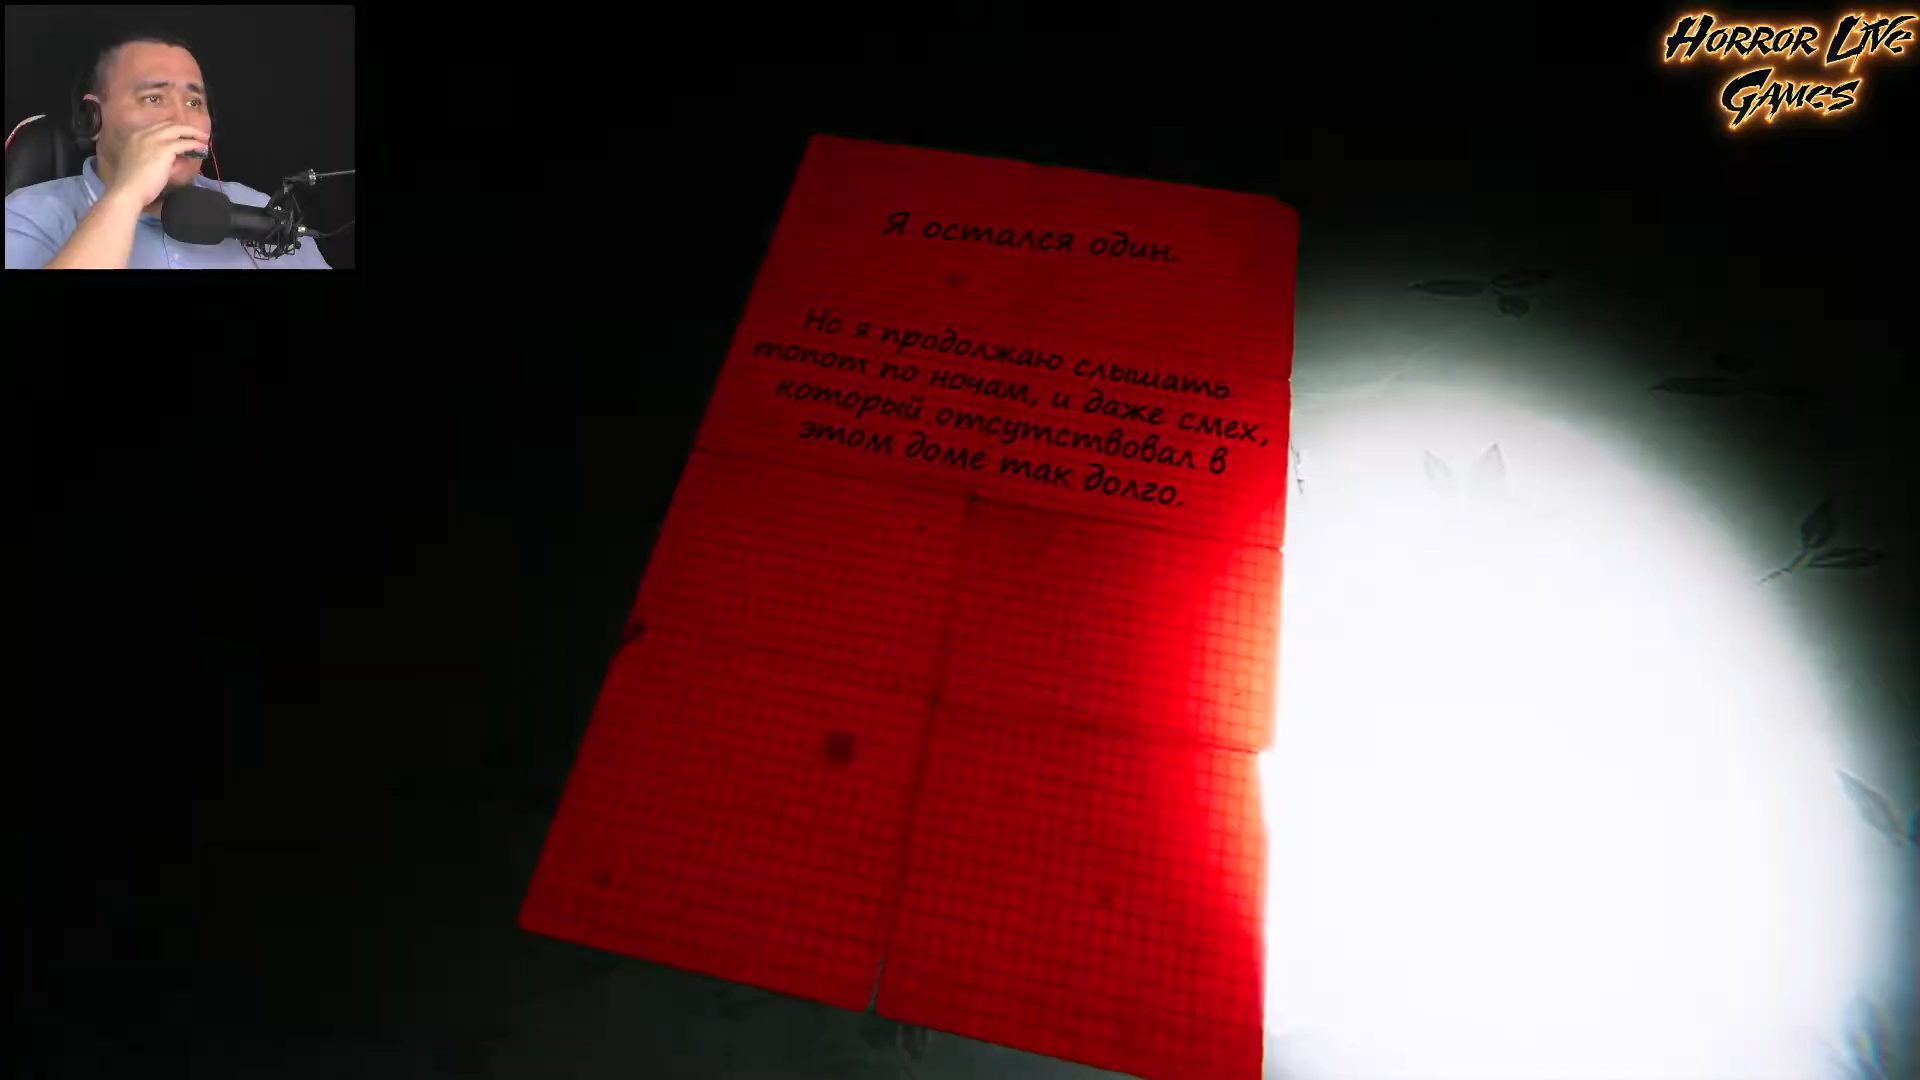 Horror Live
Games
Я остался один.
Но я продолжаю слышать
топот по ночам, и даже смех,
который отсутствовал в
этом доме так долго.